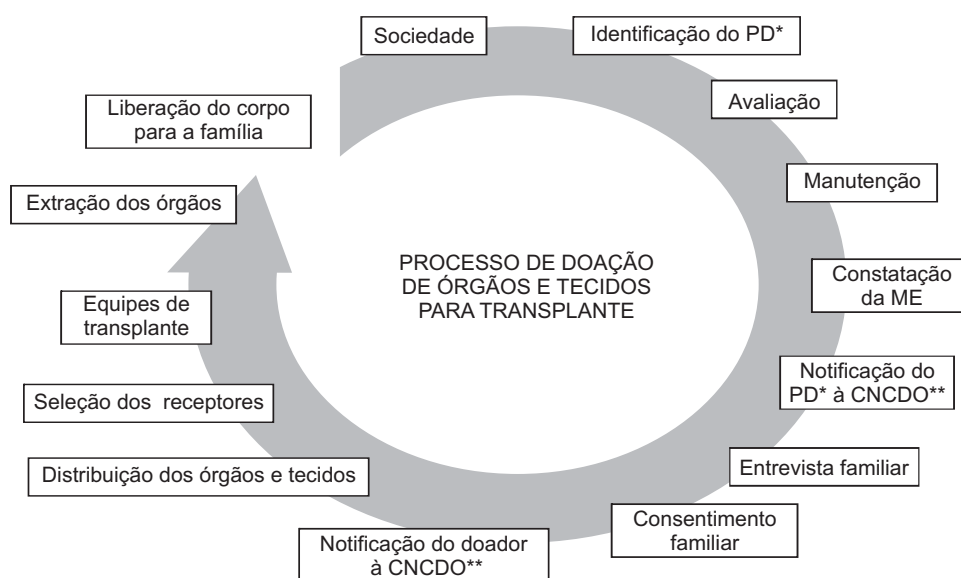 Sociedade
Identificação do PD*
Avaliação
Manutenção
Constatação
da ME
Notificação do
PD* à CNCDO**
Entrevista familiar
Consentimento
familiar
Notificação do doador
à CNCDO**
Distribuição dos órgãos e tecidos
Seleção dos receptores
Equipes de
transplante
Extração dos órgãos
Liberação do corpo
para a família
PROCESSO DE DOAÇÃO
DE ÓRGÃOS E TECIDOS
PARA TRANSPLANTE